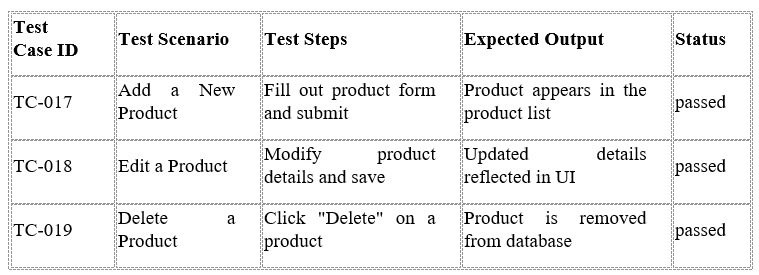 Test
Case ID
Test Scenario
Test Steps
Expected Output
Status
TC-017
Add a New
Product
Fill out product form
and submit
Product appears in the
product list
passed
TC-018
Edit a Product
Modify product
details and save
Updated details
reflected in UI
passed
TC-019
Delete a
Product
Click "Delete" on a
product
Product is removed
from database
passed